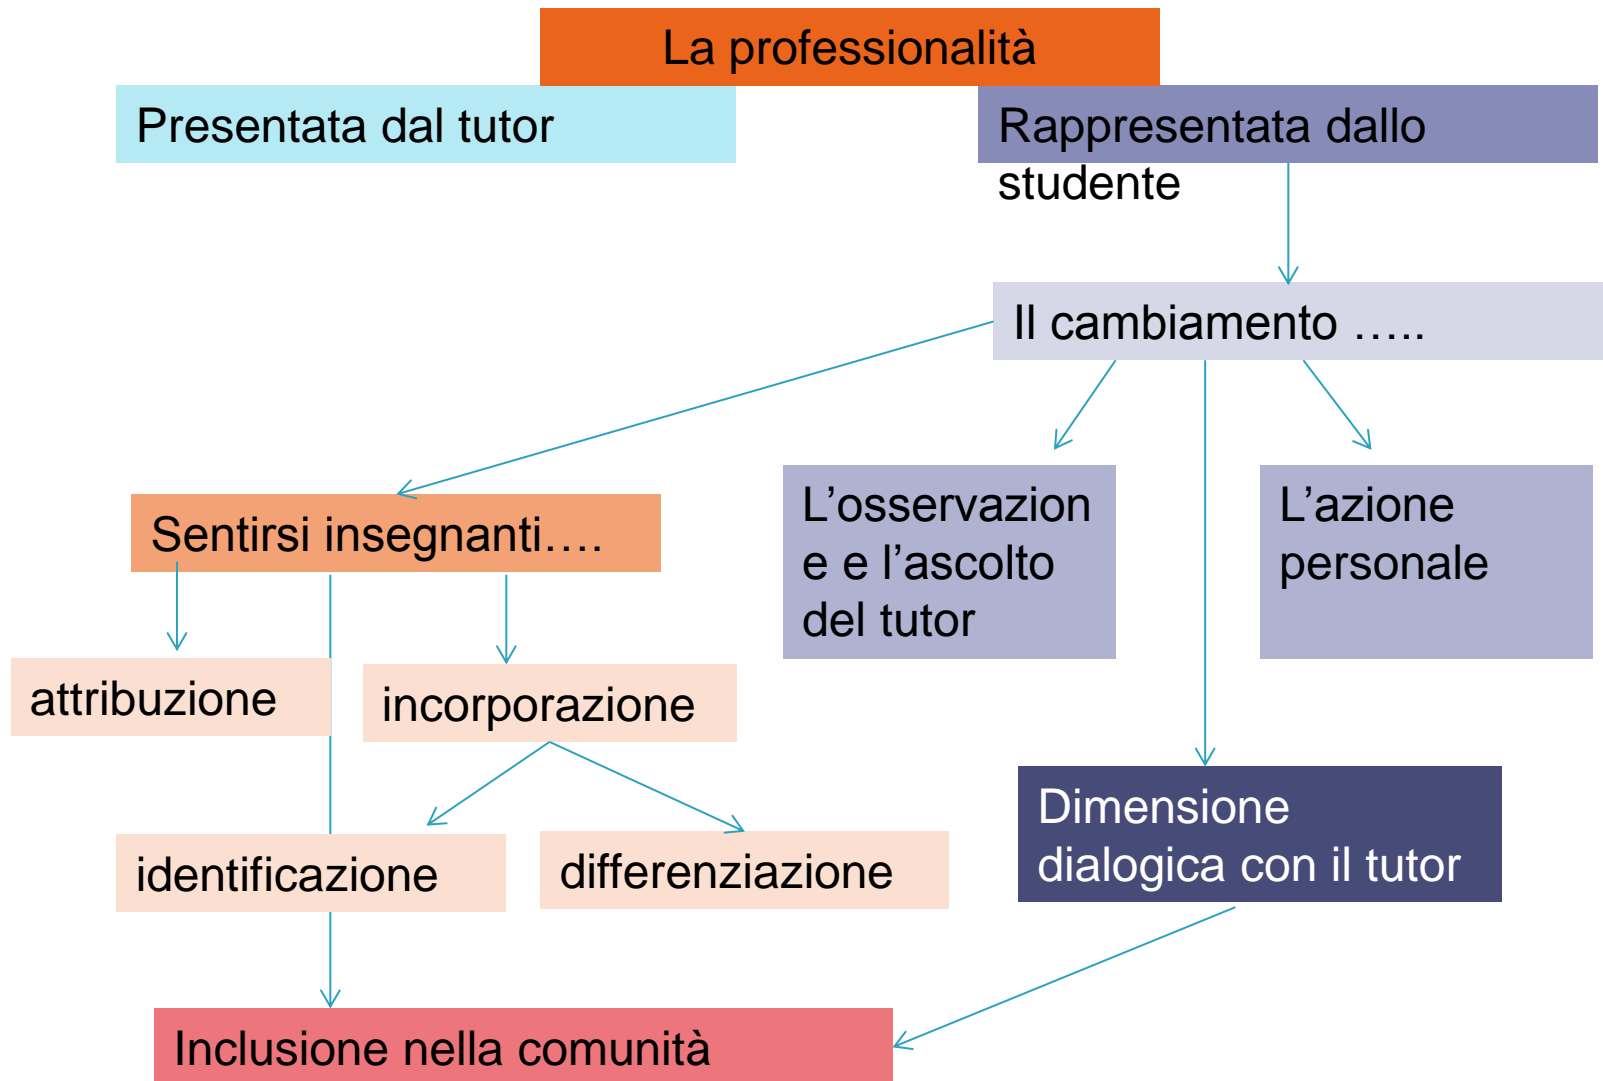 La professionalità
Presentata dal tutor
Rappresentata dallo
studente
Il cambiamento …..
Sentirsi insegnanti….
L’osservazion
e e l’ascolto
del tutor
L’azione
personale
attribuzione
incorporazione
identificazione
differenziazione
Dimensione
dialogica con il tutor
Inclusione nella comunità